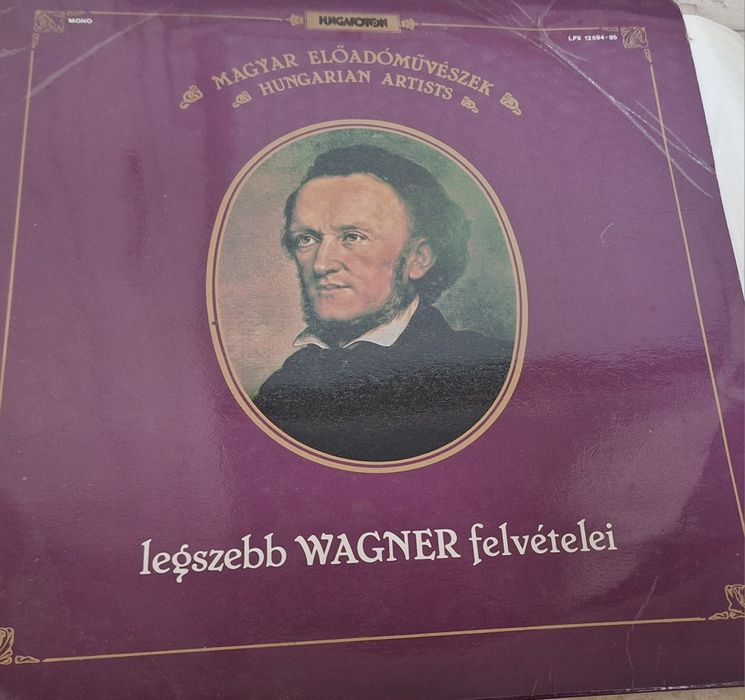 MONO
HUNGAROTON
LPX 12594-95
MAGYAR ELŐADÓMŰVÉSZEK
HUNGARIAN ARTISTS
legszebb WAGNER felvételei